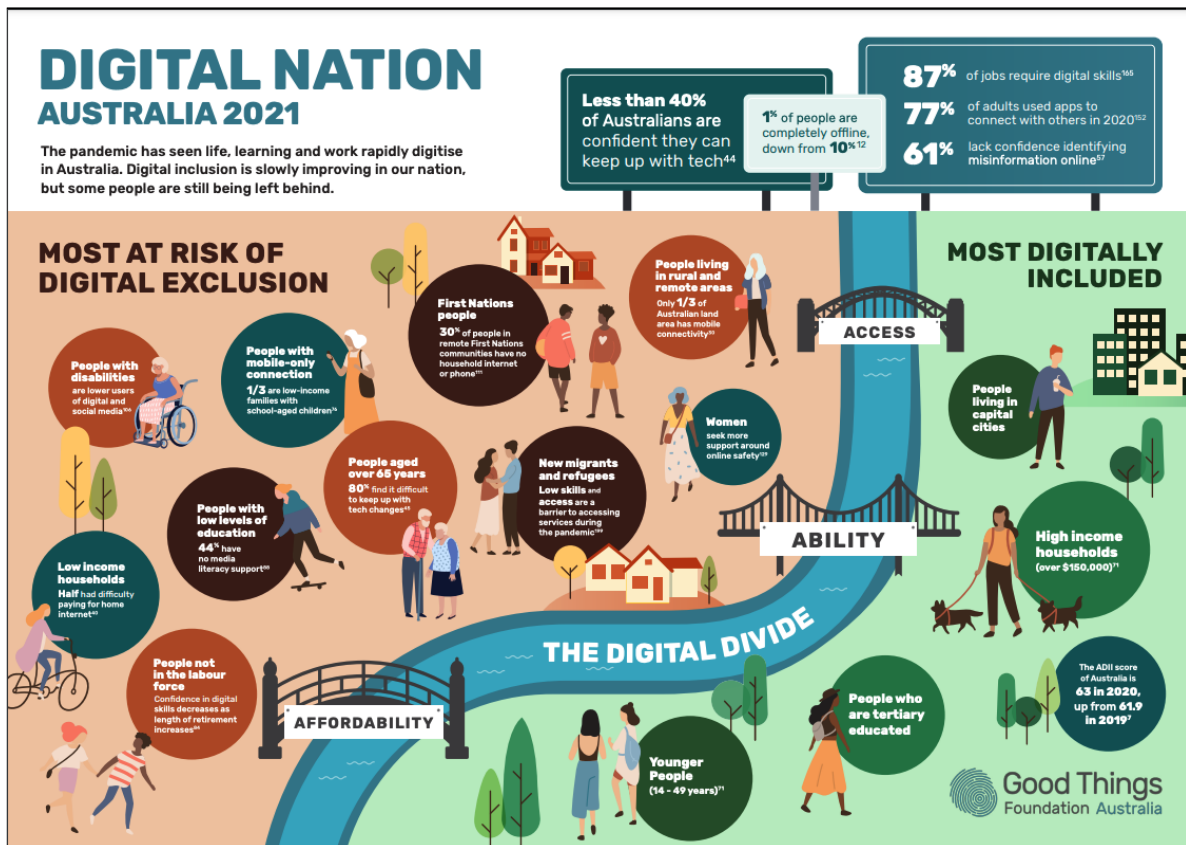 DIGITAL NATION
AUSTRALIA 2021
The pandemic has seen life, learning and work rapidly digitise
in Australia. Digital inclusion is slowly improving in our nation,
but some people are still being left behind.
Less than 40%
of Australians are
confident they can
keep up with tech44
1% of people are
completely offline,
down from 10%12
87% of jobs require digital skills165
77% of adults used apps to
connect with others in 2020152
61% lack confidence identifying
misinformation online57
MOST AT RISK OF
DIGITAL EXCLUSION
People with
disabilities
are lower users
of digital and
social media
People with
mobile-only
connection
1/3 are low-income
families with
school-aged children
First Nations
people
30% of people in
remote First Nations
communities have no
household internet
or phone
People living
in rural and
remote areas
Only 1/3 of
Australian land
area has mobile
connectivity
Women
seek more
support around
online safety
People aged
over 65 years
80% find it difficult
to keep up with
tech changes
New migrants
and refugees
Low skills and
access are a
barrier to accessing
services during
the pandemic
People with
low levels of
education
44% have
no media
literacy support
Low income
households
Half had difficulty
paying for home
internet
People not
in the labour
force
Confidence in digital
skills decreases as
length of retirement
increases
THE DIGITAL DIVIDE
ACCESS
ABILITY
AFFORDABILITY
MOST DIGITALLY
INCLUDED
People
living in
capital
cities
High income
households
(over $150,000)71
People who
are tertiary
educated
Younger
People
(14 - 49 years)71
The ADII score
of Australia is
63 in 2020,
up from 61.9
in 20197
Good Things
Foundation Australia